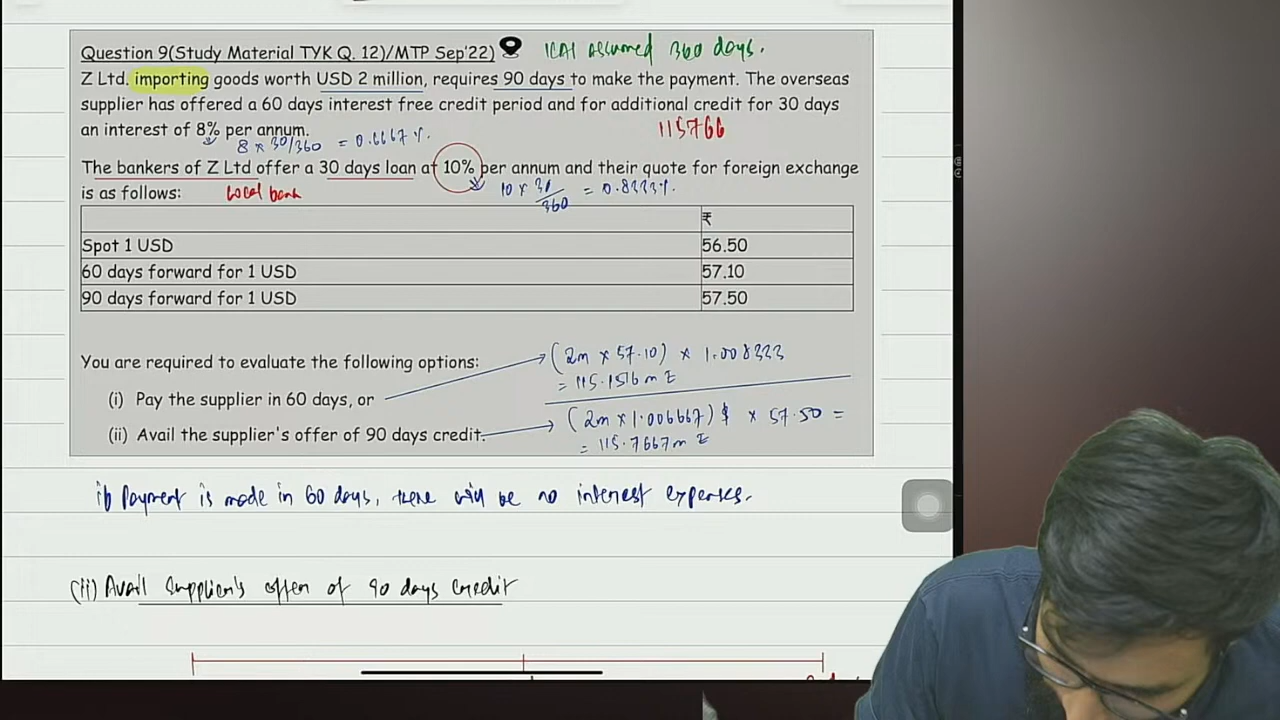 Question 9(Study Material TYK Q. 12)/MTP Sep'22) ICAI assumed 360 days.
Z Ltd. importing goods worth USD 2 million, requires 90 days to make the payment. The overseas
supplier has offered a 60 days interest free credit period and for additional credit for 30 days
an interest of 8% per annum.
115766
8 x 30/360 = 0.6667%.
The bankers of Z Ltd offer a 30 days loan at 10% per annum and their quote for foreign exchange
is as follows: Local bank
10 x 30/360 = 0.8333%.
₹
Spot 1 USD 56.50
60 days forward for 1 USD 57.10
90 days forward for 1 USD 57.50
You are required to evaluate the following options:
(2m x 57.10) x 1.008333
= 115.1516m ₹
(i) Pay the supplier in 60 days, or
(2m x 1.006667) $ x 57.50 =
(ii) Avail the supplier's offer of 90 days credit.
= 115.7667m ₹
i) Payment is made in 60 days, there will be no interest expenses.
(ii) Avail Supplier's offer of 90 days credit